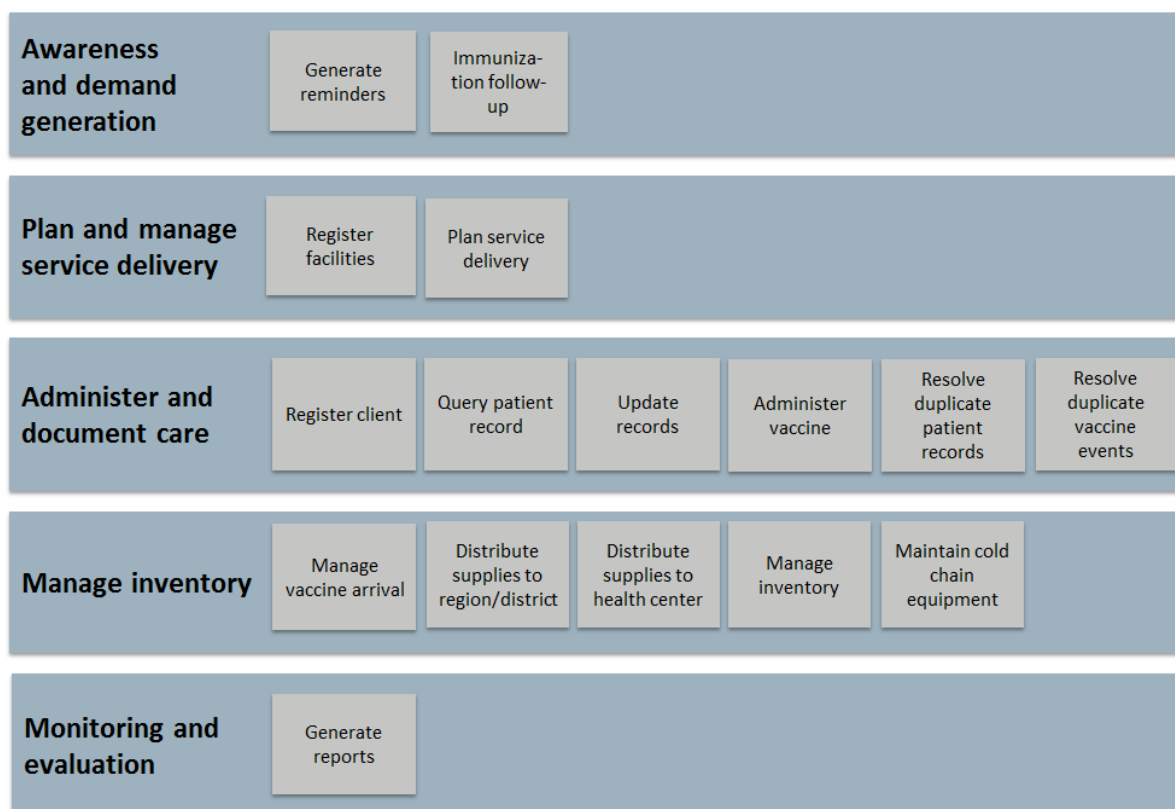 Awareness
and demand
generation
Generate
reminders
Immuniza-
tion follow-
up
Plan and manage
service delivery
Register
facilities
Plan service
delivery
Administer and
document care
Register client
Query patient
record
Update
records
Administer
vaccine
Resolve
duplicate
patient
records
Resolve
duplicate
vaccine
events
Manage inventory
Manage
vaccine arrival
Distribute
supplies to
region/district
Distribute
supplies to
health center
Manage
inventory
Maintain cold
chain
equipment
Monitoring and
evaluation
Generate
reports